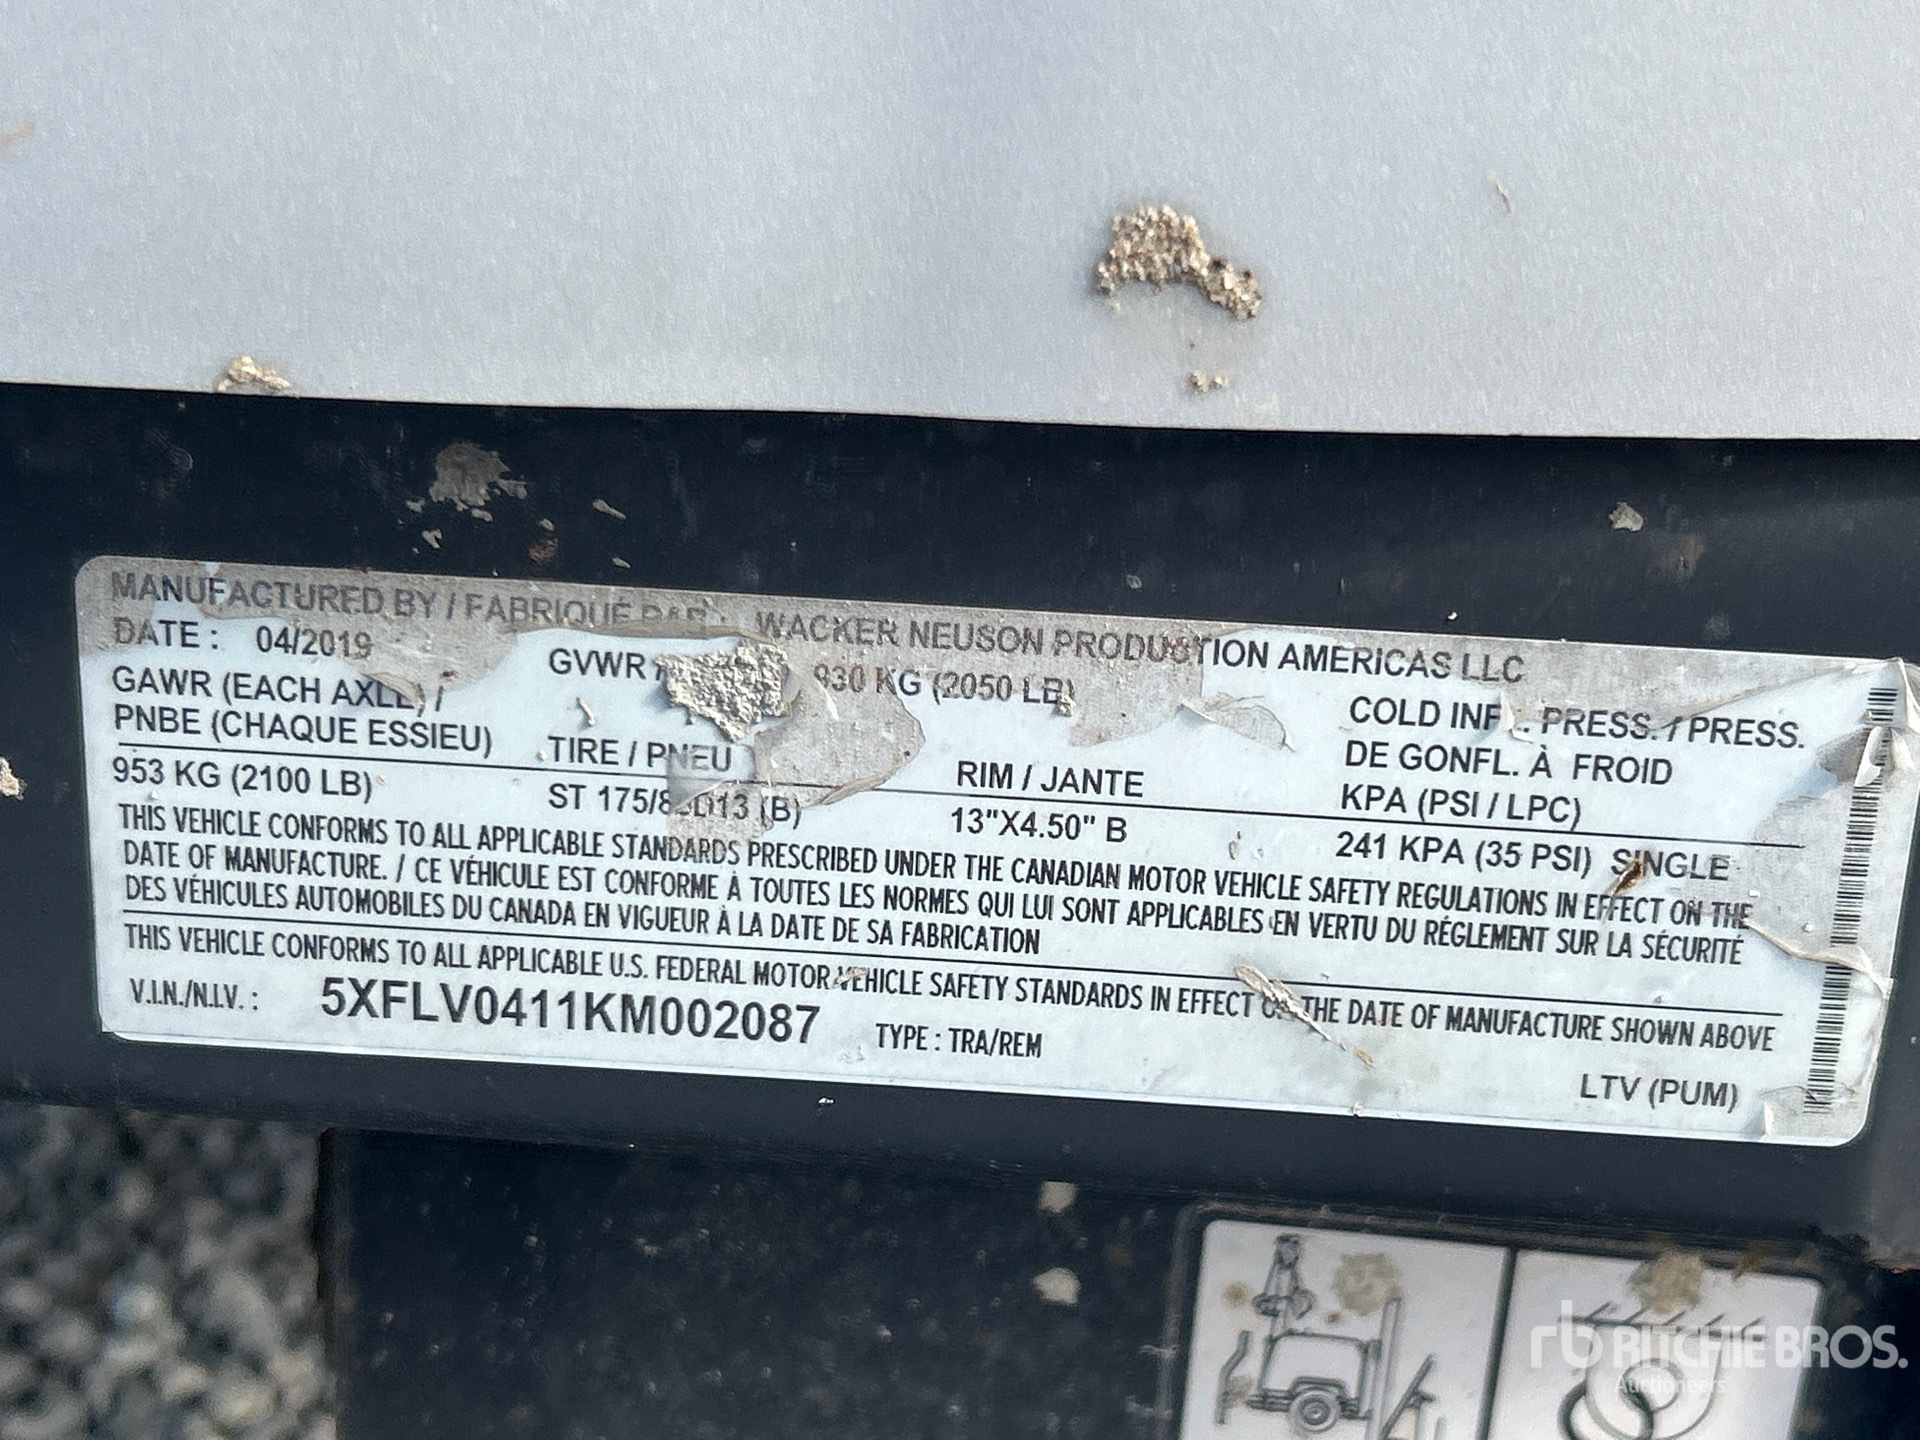 MANUFACTURED BY / FABRIQUÉ PAR : WACKER NEUSON PRODUCTION AMERICAS LLC
DATE : 04/2019 GVWR 930 KG (2050 LB)
GAWR (EACH AXLE) /
PNBE (CHAQUE ESSIEU) TIRE / PNEU RIM / JANTE COLD INFL. PRESS. / PRESS.
DE GONFL. À FROID
KPA (PSI / LPC)
953 KG (2100 LB) ST (B) 13"X4.50" B 241 KPA (35 PSI) SINGLE
THIS VEHICLE CONFORMS TO ALL APPLICABLE STANDARDS PRESCRIBED UNDER THE CANADIAN MOTOR VEHICLE SAFETY REGULATIONS IN EFFECT ON THE
DATE OF MANUFACTURE. / CE VÉHICULE EST CONFORME À TOUTES LES NORMES QUI LUI SONT APPLICABLES EN VERTU DU RÉGLEMENT SUR LA SÉCURITÉ
DES VÉHICULES AUTOMOBILES DU CANADA EN VIGUEUR À LA DATE DE SA FABRICATION
THIS VEHICLE CONFORMS TO ALL APPLICABLE U.S. FEDERAL MOTOR VEHICLE SAFETY STANDARDS IN EFFECT ON THE DATE OF MANUFACTURE SHOWN ABOVE
V.I.N./N.I.V. : 5XFLV0411KM002087 TYPE : TRA/REM LTV (PUM)
rb RITCHIE BROS.
Auctioneers